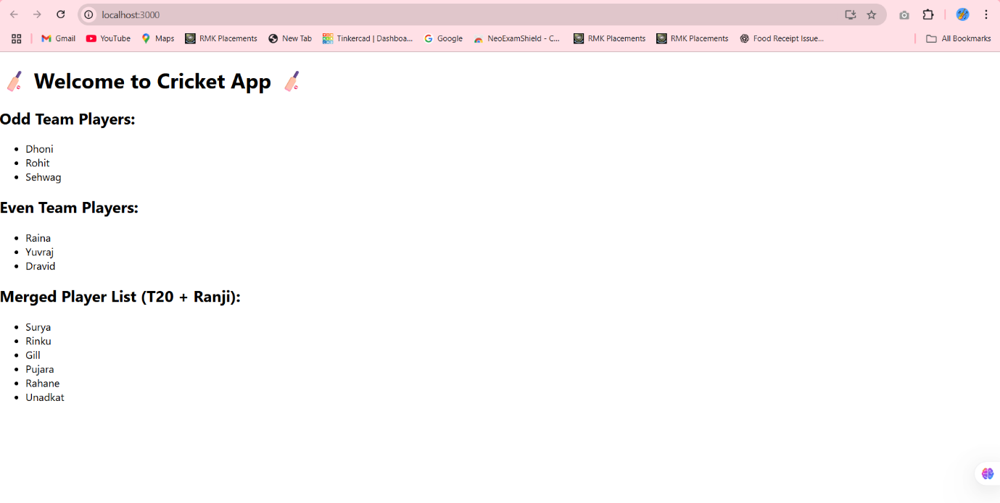 localhost:3000
Gmail YouTube Maps RMK Placements New Tab Tinkercad | Dashboa... Google NeoExamShield - C... RMK Placements RMK Placements Food Receipt Issue... All Bookmarks
🏏 Welcome to Cricket App 🏏
Odd Team Players:
• Dhoni
• Rohit
• Sehwag
Even Team Players:
• Raina
• Yuvraj
• Dravid
Merged Player List (T20 + Ranji):
• Surya
• Rinku
• Gill
• Pujara
• Rahane
• Unadkat